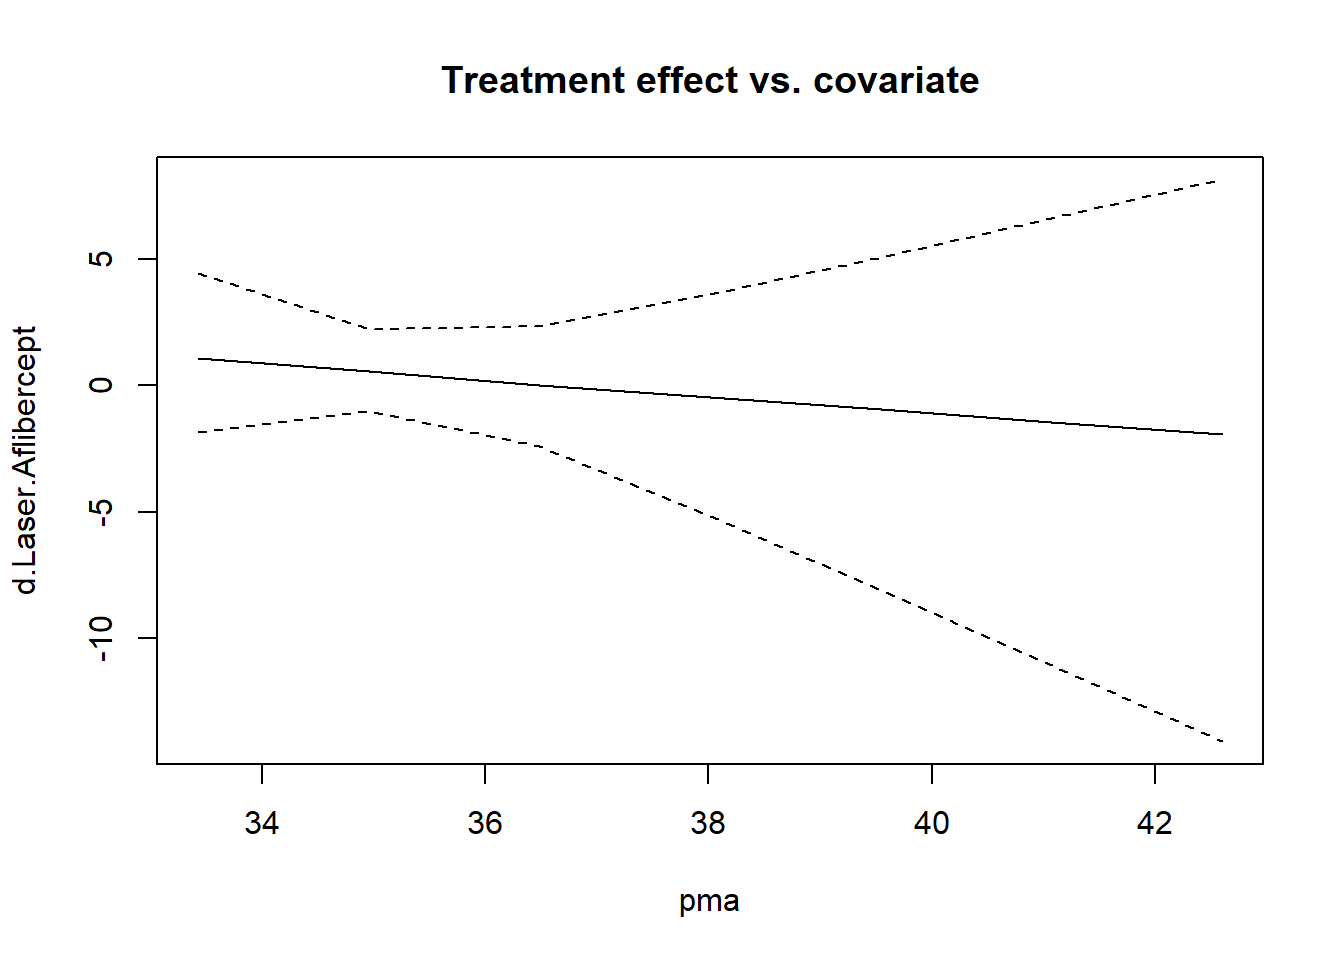 Treatment effect vs. covariate
d.Laser.Aflibercept
5
0
-5
-10
34 36 38 40 42
pma